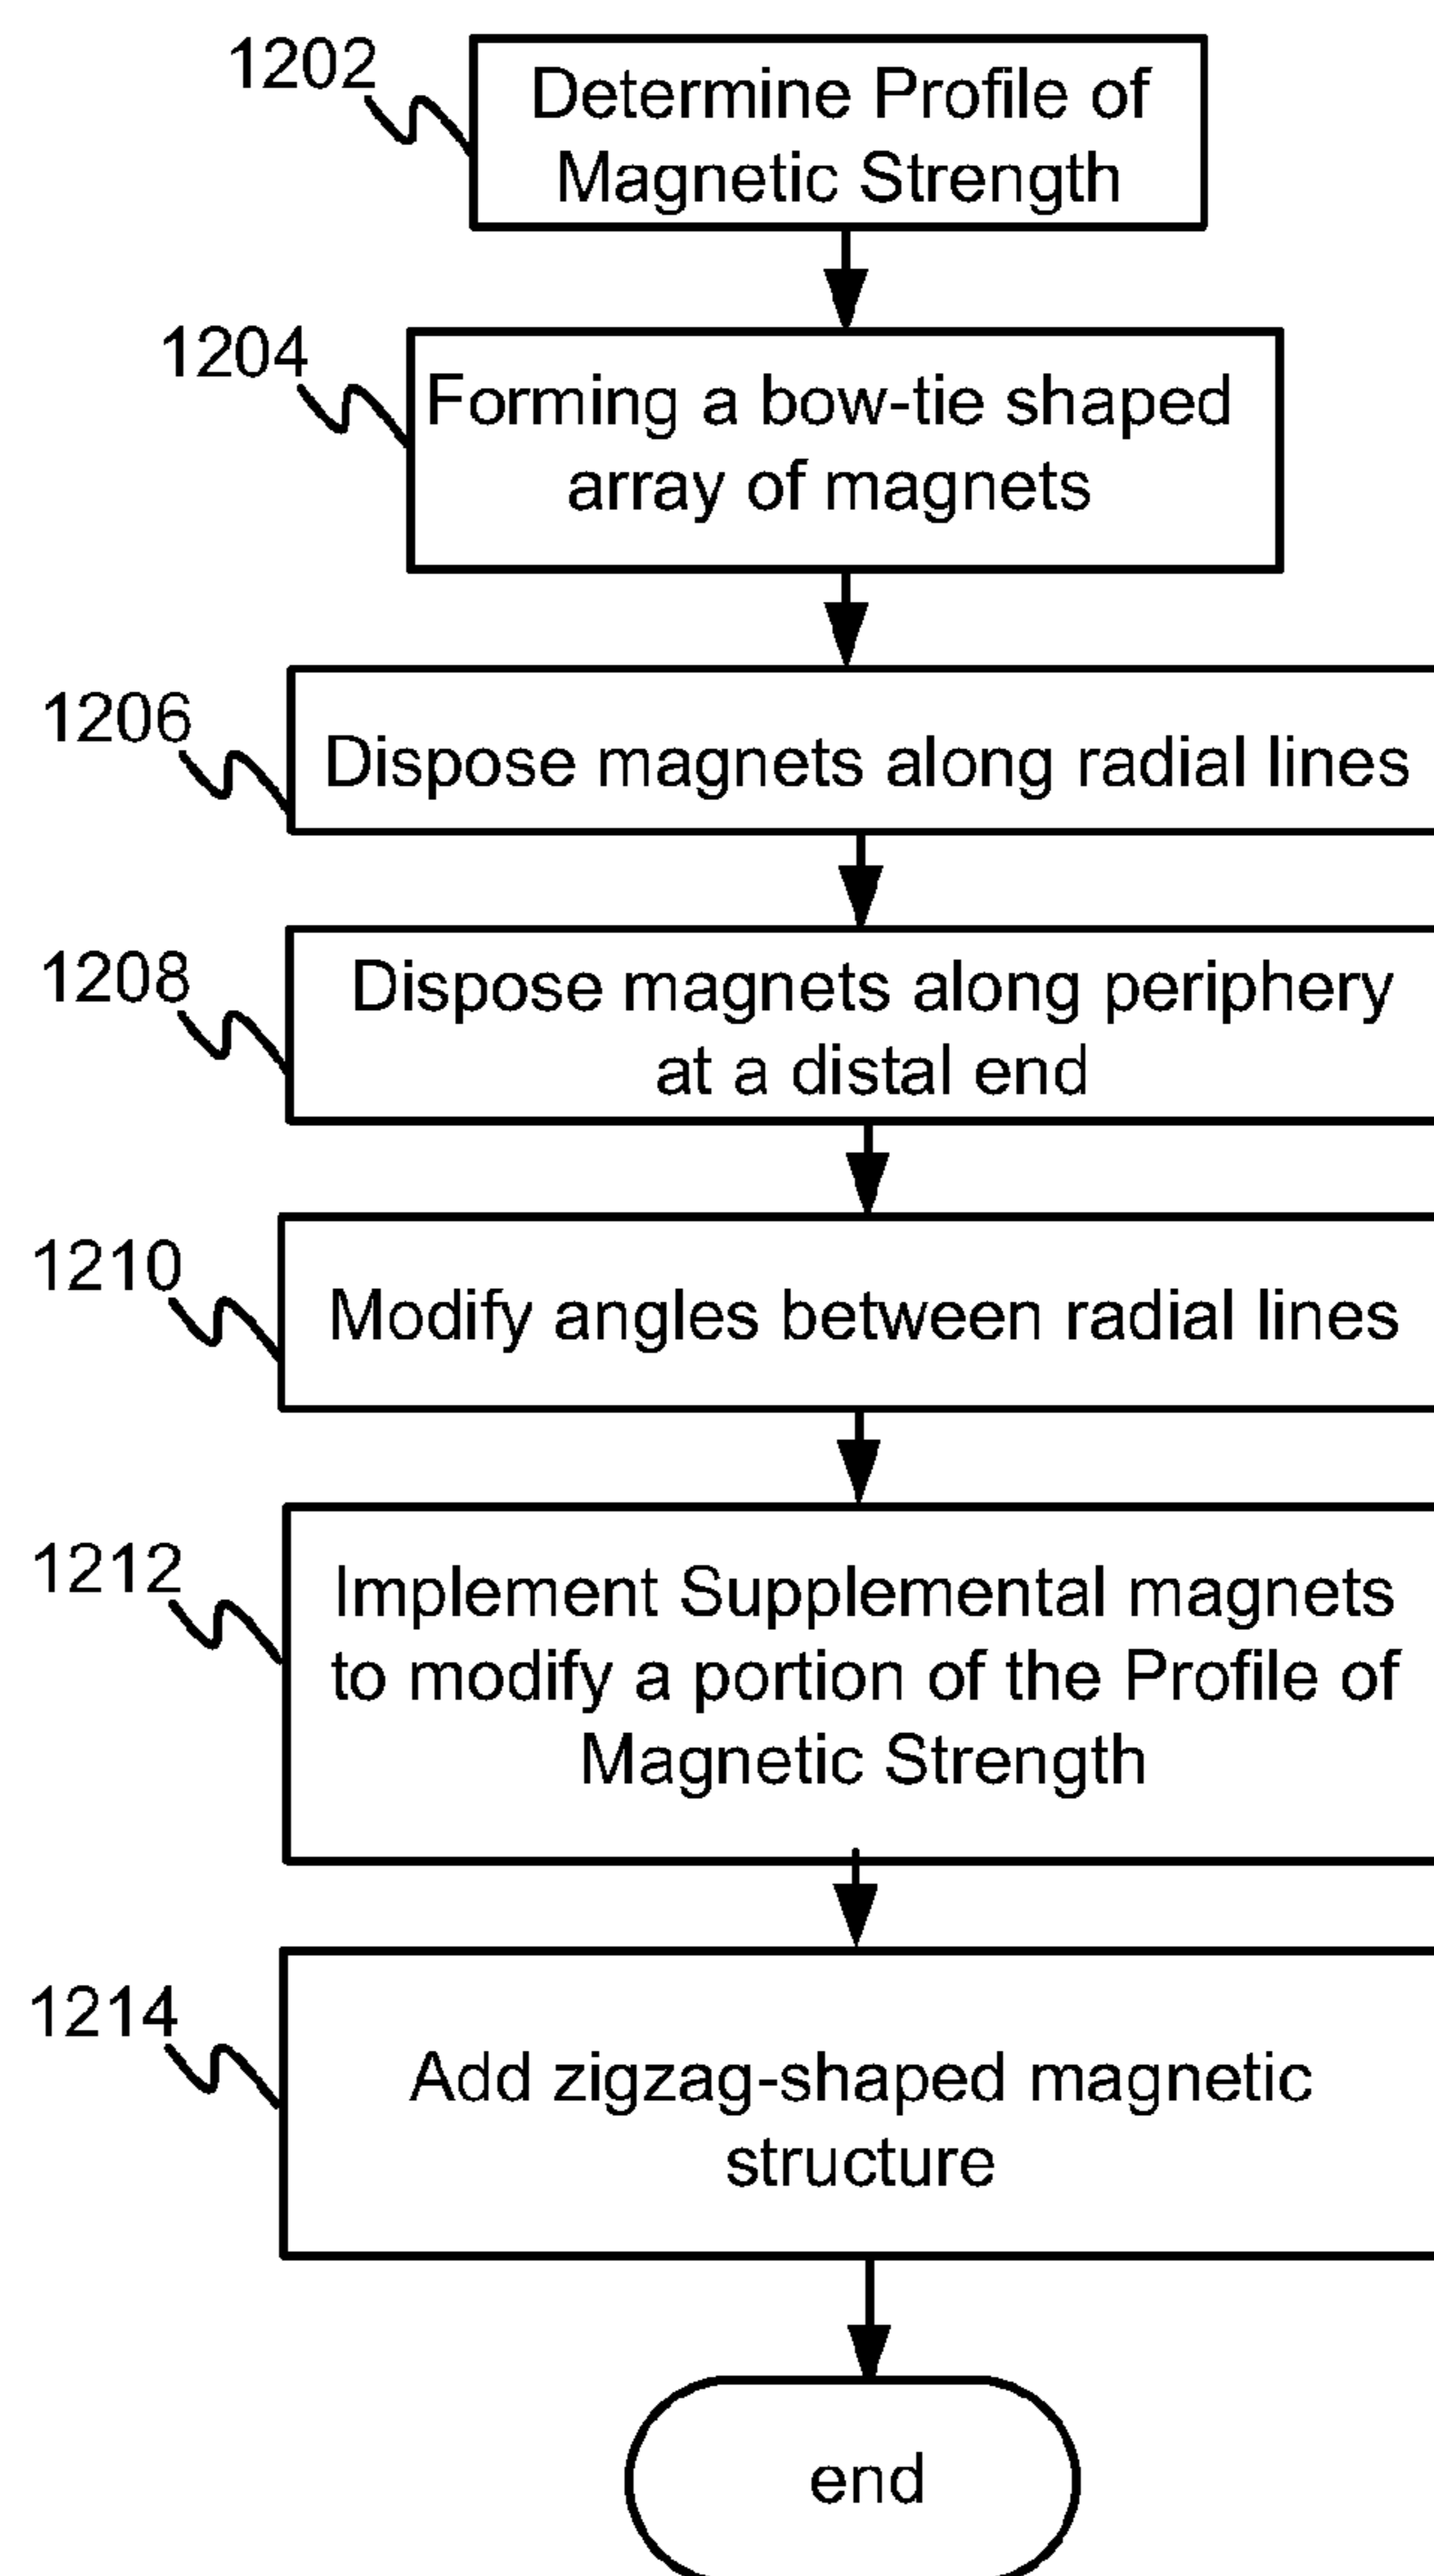 1202
Determine Profile of
Magnetic Strength
1204
Forming a bow-tie shaped
array of magnets
1206
Dispose magnets along radial lines
1208
Dispose magnets along periphery
at a distal end
1210
Modify angles between radial lines
1212
Implement Supplemental magnets
to modify a portion of the Profile of
Magnetic Strength
1214
Add zigzag-shaped magnetic
structure
end